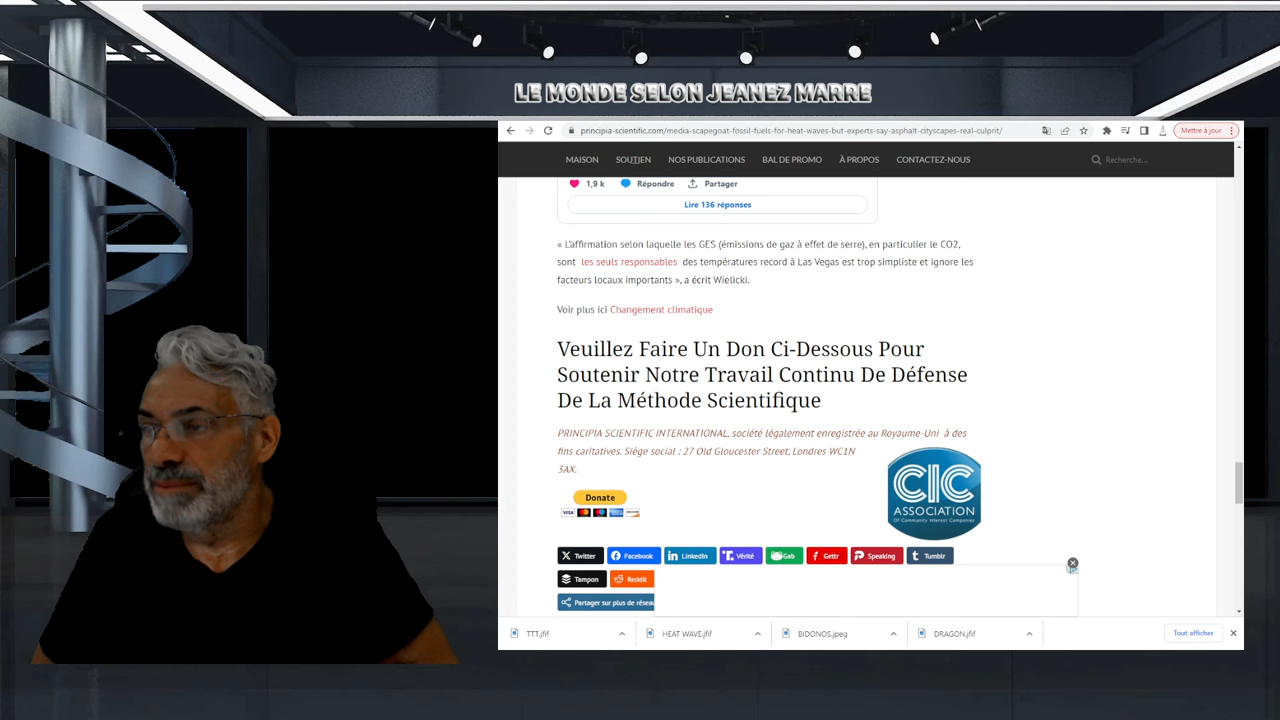 LE MONDE SELON JEANEZ MARRE
principia-scientific.com/media-scapegoat-fossil-fuels-for-heat-waves-but-experts-say-asphalt-cityscapes-real-culprit/
Mettre à jour
MAISON SOUTIEN NOS PUBLICATIONS BAL DE PROMO À PROPOS CONTACTEZ-NOUS Recherche...
1,9 k Répondre Partager
Lire 136 réponses
« L'affirmation selon laquelle les GES (émissions de gaz à effet de serre), en particulier le CO2,
sont les seuls responsables des températures record à Las Vegas est trop simpliste et ignore les
facteurs locaux importants », a écrit Wielicki.
Voir plus ici Changement climatique
Veuillez Faire Un Don Ci-Dessous Pour
Soutenir Notre Travail Continu De Défense
De La Méthode Scientifique
PRINCIPIA SCIENTIFIC INTERNATIONAL, société légalement enregistrée au Royaume-Uni à des
fins caritatives. Siège social : 27 Old Gloucester Street, Londres WC1N
3AX.
CIC
ASSOCIATION
Of Community Interest Companies
Donate
VISA
Twitter Facebook LinkedIn Vérité Gab Gettr Speaking Tumblr
Tampon Reddit
Partager sur plus de réseau
TTT.jfif HEAT WAVE.jfif BIDONOS.jpeg DRAGON.jfif Tout afficher